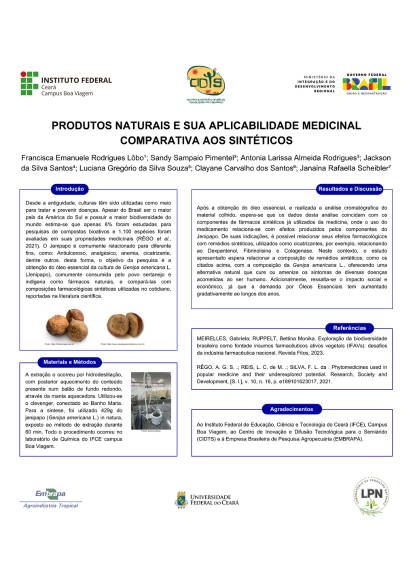 INSTITUTO FEDERAL
Ceará
Campus Boa Viagem
CIDTS
MINISTÉRIO DA
INTEGRAÇÃO E DO
DESENVOLVIMENTO
REGIONAL
GOVERNO FEDERAL
BRASIL
UNIÃO E RECONSTRUÇÃO
PRODUTOS NATURAIS E SUA APLICABILIDADE MEDICINAL
COMPARATIVA AOS SINTÉTICOS
Francisca Emanuele Rodrigues Lôbo¹; Sandy Sampaio Pimentel²; Antonia Larissa Almeida Rodrigues³; Jackson
da Silva Santos⁴; Luciana Gregório da Silva Souza⁵; Clayane Carvalho dos Santos⁶; Janaina Rafaella Scheibler⁷
Introdução
Desde a antiguidade, culturas têm sido utilizadas como meio
para tratar e prevenir doenças. Apesar do Brasil ser o maior
país da América do Sul e possuir a maior biodiversidade do
mundo estima-se que apenas 8% foram estudadas para
pesquisas de compostos bioativos e 1.100 espécies foram
avaliadas em suas propriedades medicinais (RÊGO et al.,
2021). O Jenipapo é comumente relacionado para diferente
fins, como: Antiulceroso, analgésico, anemia, cicatrizante,
dentre outros, desta forma, o objetivo da pesquisa é a
obtenção do óleo essencial da cultura de Genipa americana L.
(Jenipapo), comumente consumida pelo povo sertanejo e
indígena como fármacos naturais, e compará-las com
composições farmacológicas sintéticas utilizadas no cotidiano,
reportadas na literatura científica.
Materiais e Métodos
A extração o ocorreu por hidrodestilação,
com posterior aquecimento do conteúdo
presente num balão de fundo redondo,
através da manta aquecedora. Utilizou-se
o clevenger, conectado ao Banho Maria.
Para a síntese, foi utilizado 429g do
jenipapo (Genipa americana L.) in natura,
exposto ao método de extração durante
60 min. Todo o procedimento ocorreu no
laboratório de Química do IFCE campus
Boa Viagem.
Resultados e Discussão
Após a obtenção do óleo essencial, e realizada a análise cromatográfica do
material colhido, espera-se que os dados desta análise coincidam com os
componentes de fármacos sintéticos já utilizados da medicina, onde o uso do
medicamento relaciona-se com efeitos produzidos pelos componentes do
Jenipapo. De suas indicações, é possível relacionar seus efeitos farmacológicos
com remédios sintéticos, utilizados como cicatrizantes, por exemplo, relacionando
ao Dexpantenol, Fibrinolisina e Colagenase. Neste contexto, o estudo
apresentado espera relacionar a composição de remédios sintéticos, como os
citados acima, com a composição da Genipa americana L., oferecendo uma
alternativa natural que cure ou amenize os sintomas de diversas doenças
acometidas ao ser humano. Adicionalmente, ressalta-se o impacto social e
econômico, já que a demanda por Óleos Essenciais tem aumentado
gradativamente ao longos dos anos.
Referências
MEIRELLES, Gabriela; RUPPELT, Bettina Monika. Exploração da biodiversidade
brasileira como fonte de insumos farmacêuticos ativos vegetais (IFAVs): desafios
da indústria farmacêutica nacional. Revista Fitos, 2023.
RÊGO, A. G. S. .; REIS, L. C. de M. .; SILVA, F. L. da . Phytomedicines used in
popular medicine and their underexplored potential. Research, Society and
Development, [S. l.], v. 10, n. 16, p. e189101623017, 2021.
Agradecimentos
Ao Instituto Federal de Educação, Ciência e Tecnologia do Ceará (IFCE), Campus
Boa Viagem, ao Centro de Inovação e Difusão Tecnológica para o Semiárido
(CIDTS) e à Empresa Brasileira de Pesquisa Agropecuária (EMBRAPA).
Embrapa
Agroindústria Tropical
UNIVERSIDADE
FEDERAL DO CEARÁ
LPN